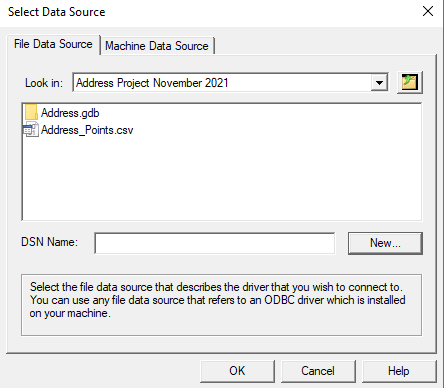 Select Data Source
File Data Source Machine Data Source
Look in: Address Project November 2021
Address.gdb
Address_Points.csv
DSN Name: New...
Select the file data source that describes the driver that you wish to connect to.
You can use any file data source that refers to an ODBC driver which is installed
on your machine.
OK Cancel Help